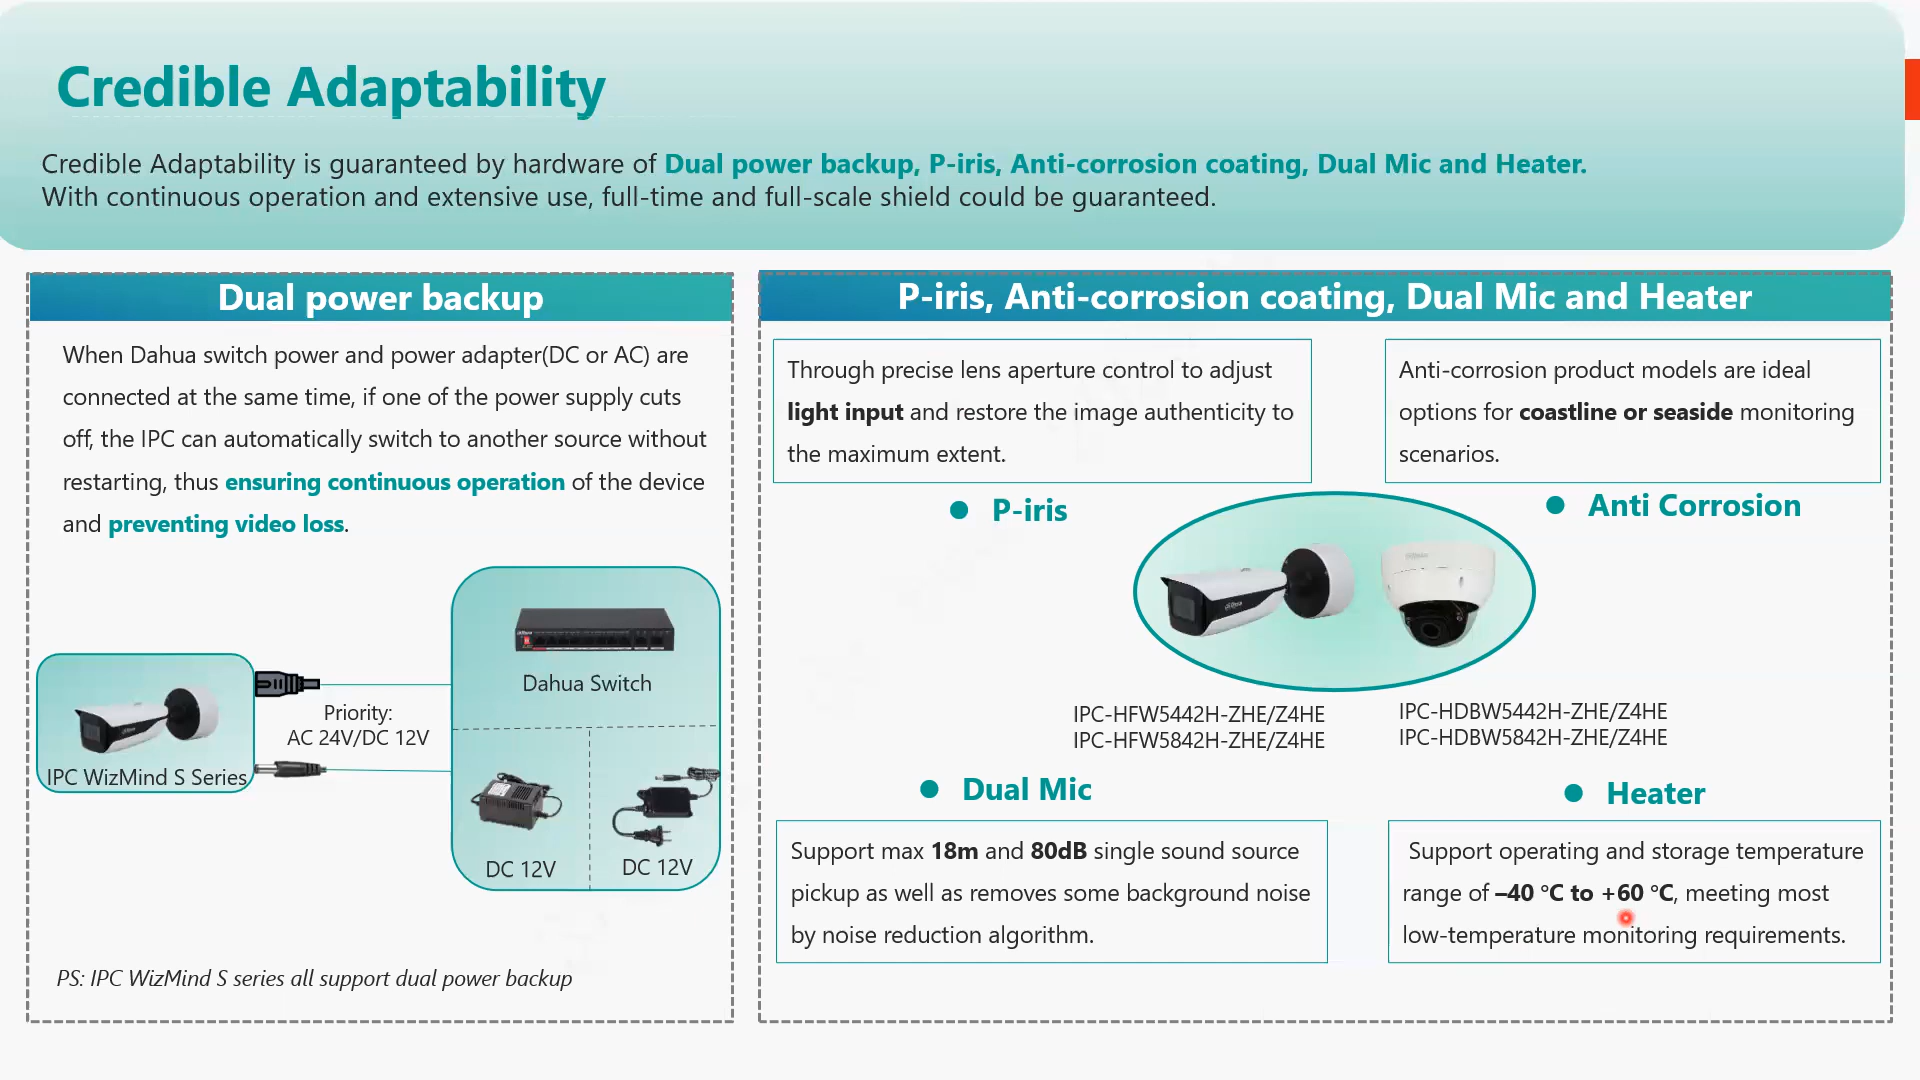 Credible Adaptability
Credible Adaptability is guaranteed by hardware of Dual power backup, P-iris, Anti-corrosion coating, Dual Mic and Heater.
With continuous operation and extensive use, full-time and full-scale shield could be guaranteed.
Dual power backup
When Dahua switch power and power adapter(DC or AC) are
connected at the same time, if one of the power supply cuts
off, the IPC can automatically switch to another source without
restarting, thus ensuring continuous operation of the device
and preventing video loss.
Dahua Switch
Priority:
AC 24V/DC 12V
IPC WizMind S Series
DC 12V
DC 12V
PS: IPC WizMind S series all support dual power backup
P-iris, Anti-corrosion coating, Dual Mic and Heater
Through precise lens aperture control to adjust
light input and restore the image authenticity to
the maximum extent.
Anti-corrosion product models are ideal
options for coastline or seaside monitoring
scenarios.
P-iris
Anti Corrosion
IPC-HFW5442H-ZHE/Z4HE
IPC-HFW5842H-ZHE/Z4HE
IPC-HDBW5442H-ZHE/Z4HE
IPC-HDBW5842H-ZHE/Z4HE
Dual Mic
Heater
Support max 18m and 80dB single sound source
pickup as well as removes some background noise
by noise reduction algorithm.
Support operating and storage temperature
range of –40 °C to +60 °C, meeting most
low-temperature monitoring requirements.